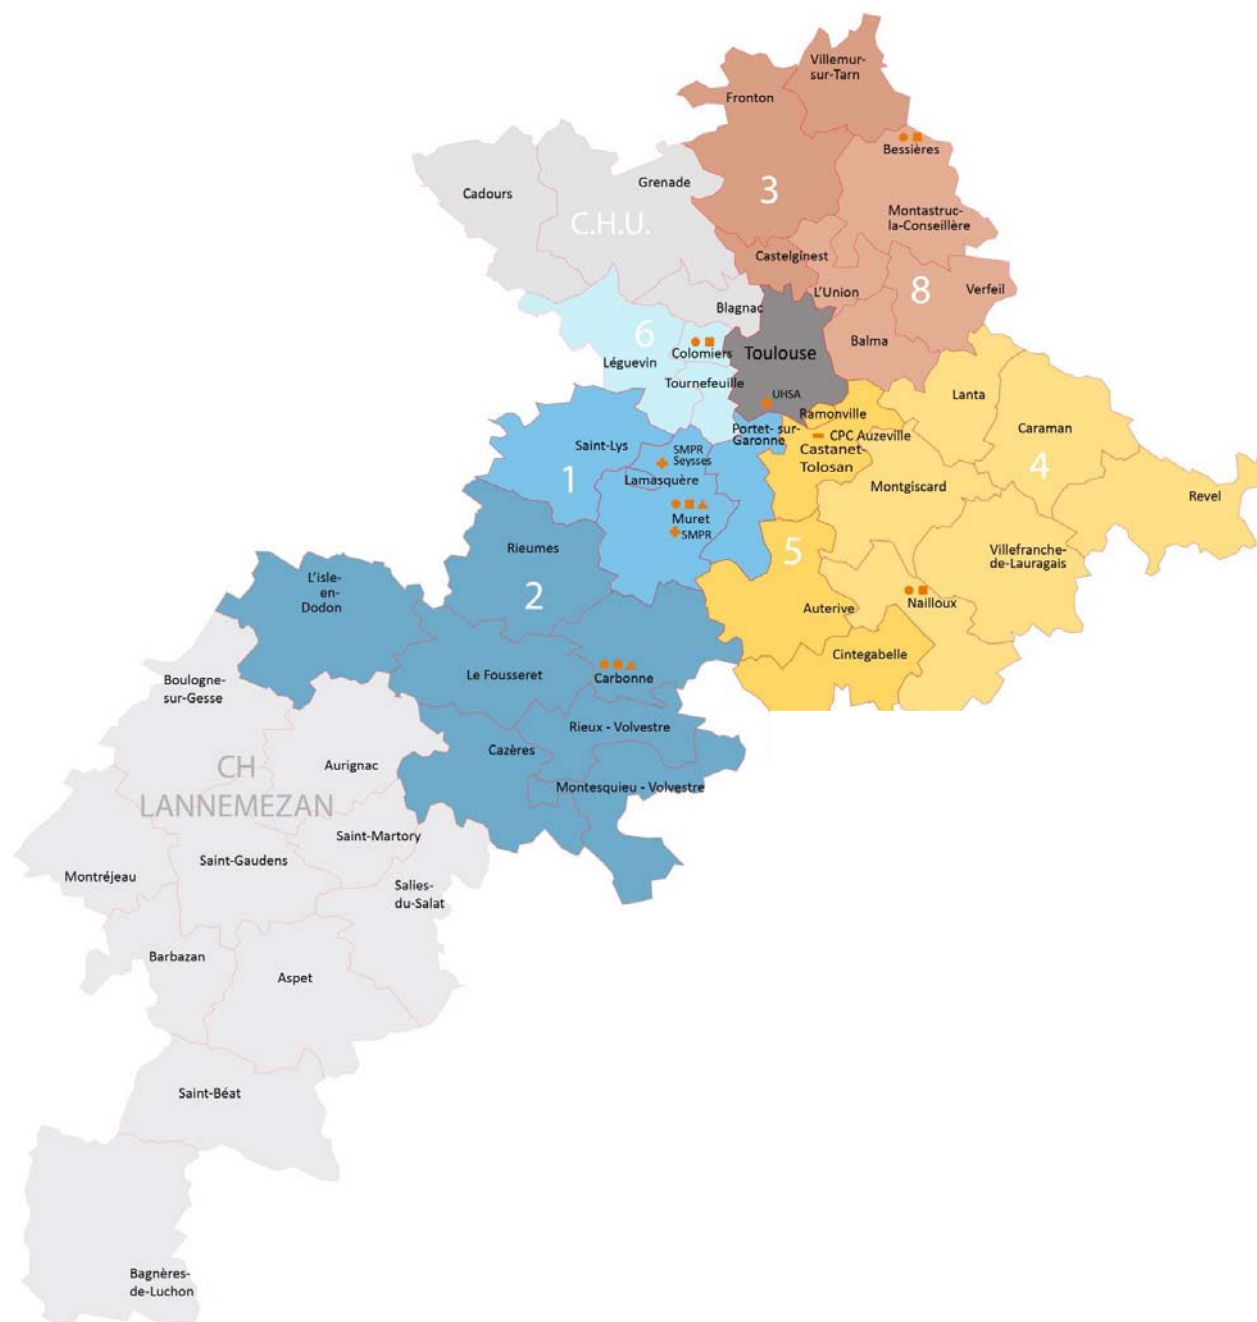 Villemur-
sur-Tarn
Fronton
Bessières
3
Grenade
Cadours
C.H.U.
Montastruc-
la-Conseillère
Castelginest
L'Union
8
Verfeil
Blagnac
6
Balma
Colomiers
Toulouse
Léguevin
Tournefeuille
UHSA
Lanta
Ramonville
Portet- sur-
Garonne
CPC Auzeville
Caraman
4
Castanet-
Tolosan
Saint-Lys
SMPR
Seysses
1
Lamasquère
Montgiscard
Revel
Muret
SMPR
Rieumes
5
Villefranche-
de-Lauragais
L'isle-
en-
Dodon
2
Auterive
Nailloux
Cintegabelle
Le Fousseret
Carbonne
Boulogne-
sur-Gesse
Rieux - Volvestre
Cazères
Aurignac
CH
LANNEMEZAN
Montesquieu - Volvestre
Saint-Martory
Saint-Gaudens
Montréjeau
Salies-
du-Salat
Barbazan
Aspet
Saint-Béat
Bagnères-
de-Luchon